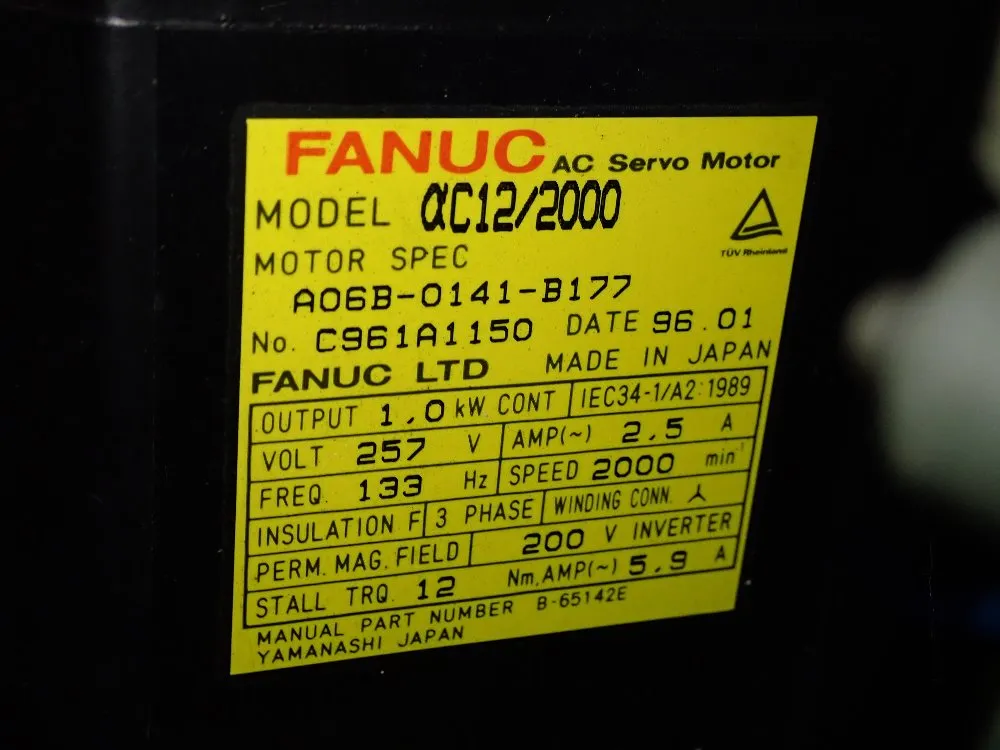 FANUC AC Servo Motor
MODEL αC12/2000
TÜV Rheinland
MOTOR SPEC
A06B-0141-B177
No. C961A1150 DATE 96.01
FANUC LTD MADE IN JAPAN
OUTPUT 1.0 kW CONT IEC34-1/A2:1989
VOLT 257 V AMP(~) 2.5 A
FREQ. 133 Hz SPEED 2000 min⁻¹
INSULATION F 3 PHASE WINDING CONN.
PERM. MAG. FIELD 200 V INVERTER
STALL TRQ. 12 Nm, AMP(~) 5.9 A
MANUAL PART NUMBER B-65142E
YAMANASHI JAPAN